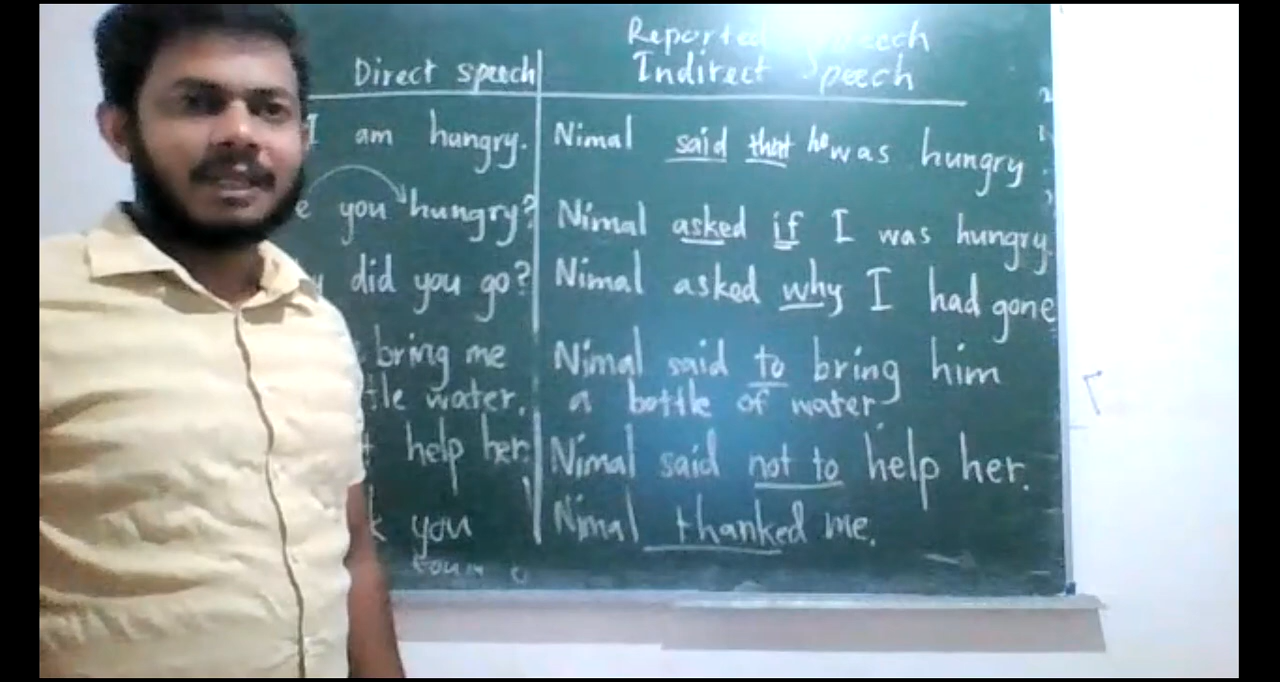 Reported speech
Direct speech Indirect Speech
I am hungry. Nimal said that he was hungry.
you hungry? Nimal asked if I was hungry.
did you go? Nimal asked why I had gone
bring me Nimal said to bring him
water. a bottle of water
help her. Nimal said not to help her.
you Nimal thanked me.